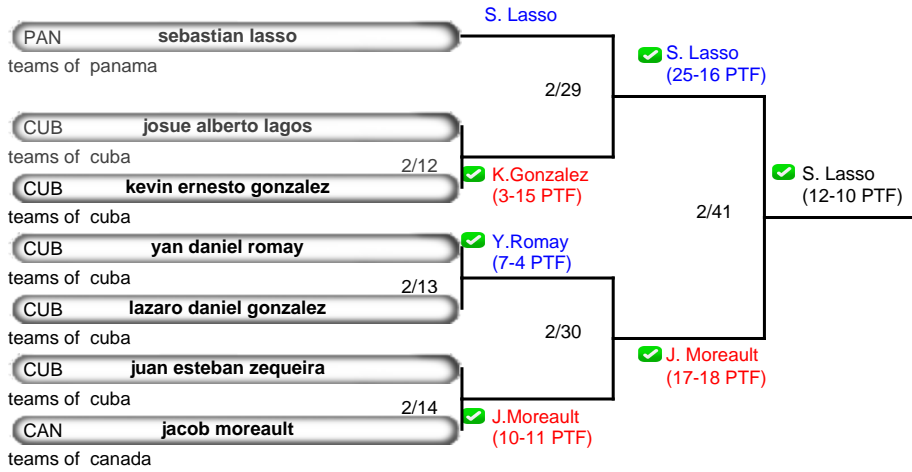 S. Lasso
PAN sebastian lasso
teams of panama
S. Lasso
(25-16 PTF)
2/29
CUB josue alberto lagos
teams of cuba
2/12
CUB kevin ernesto gonzalez
teams of cuba
K.Gonzalez
(3-15 PTF)
S. Lasso
(12-10 PTF)
2/41
CUB yan daniel romay
teams of cuba
Y.Romay
(7-4 PTF)
2/13
CUB lazaro daniel gonzalez
teams of cuba
2/30
CUB juan esteban zequeira
teams of cuba
J. Moreault
(17-18 PTF)
2/14
CAN jacob moreault
teams of canada
J.Moreault
(10-11 PTF)